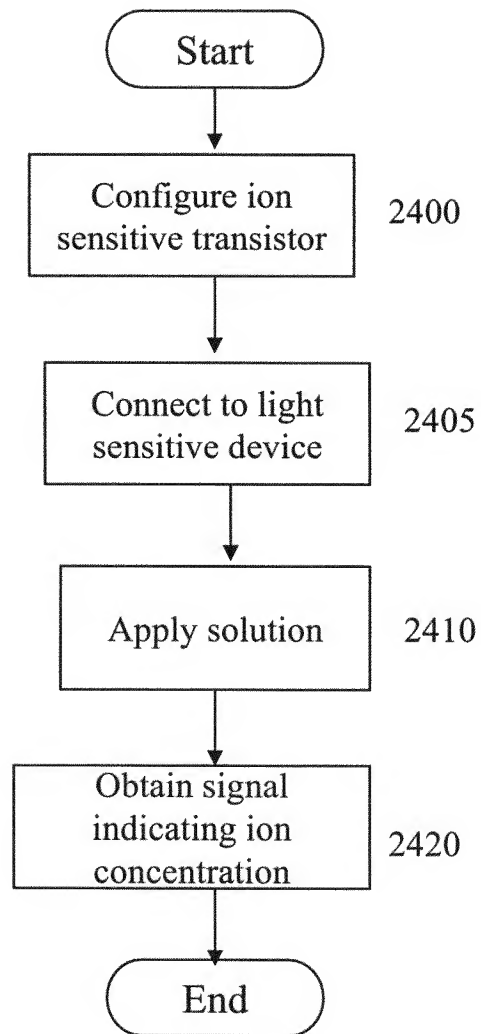 Start
Configure ion
sensitive transistor
2400
Connect to light
sensitive device
2405
Apply solution
2410
Obtain signal
indicating ion
concentration
2420
End